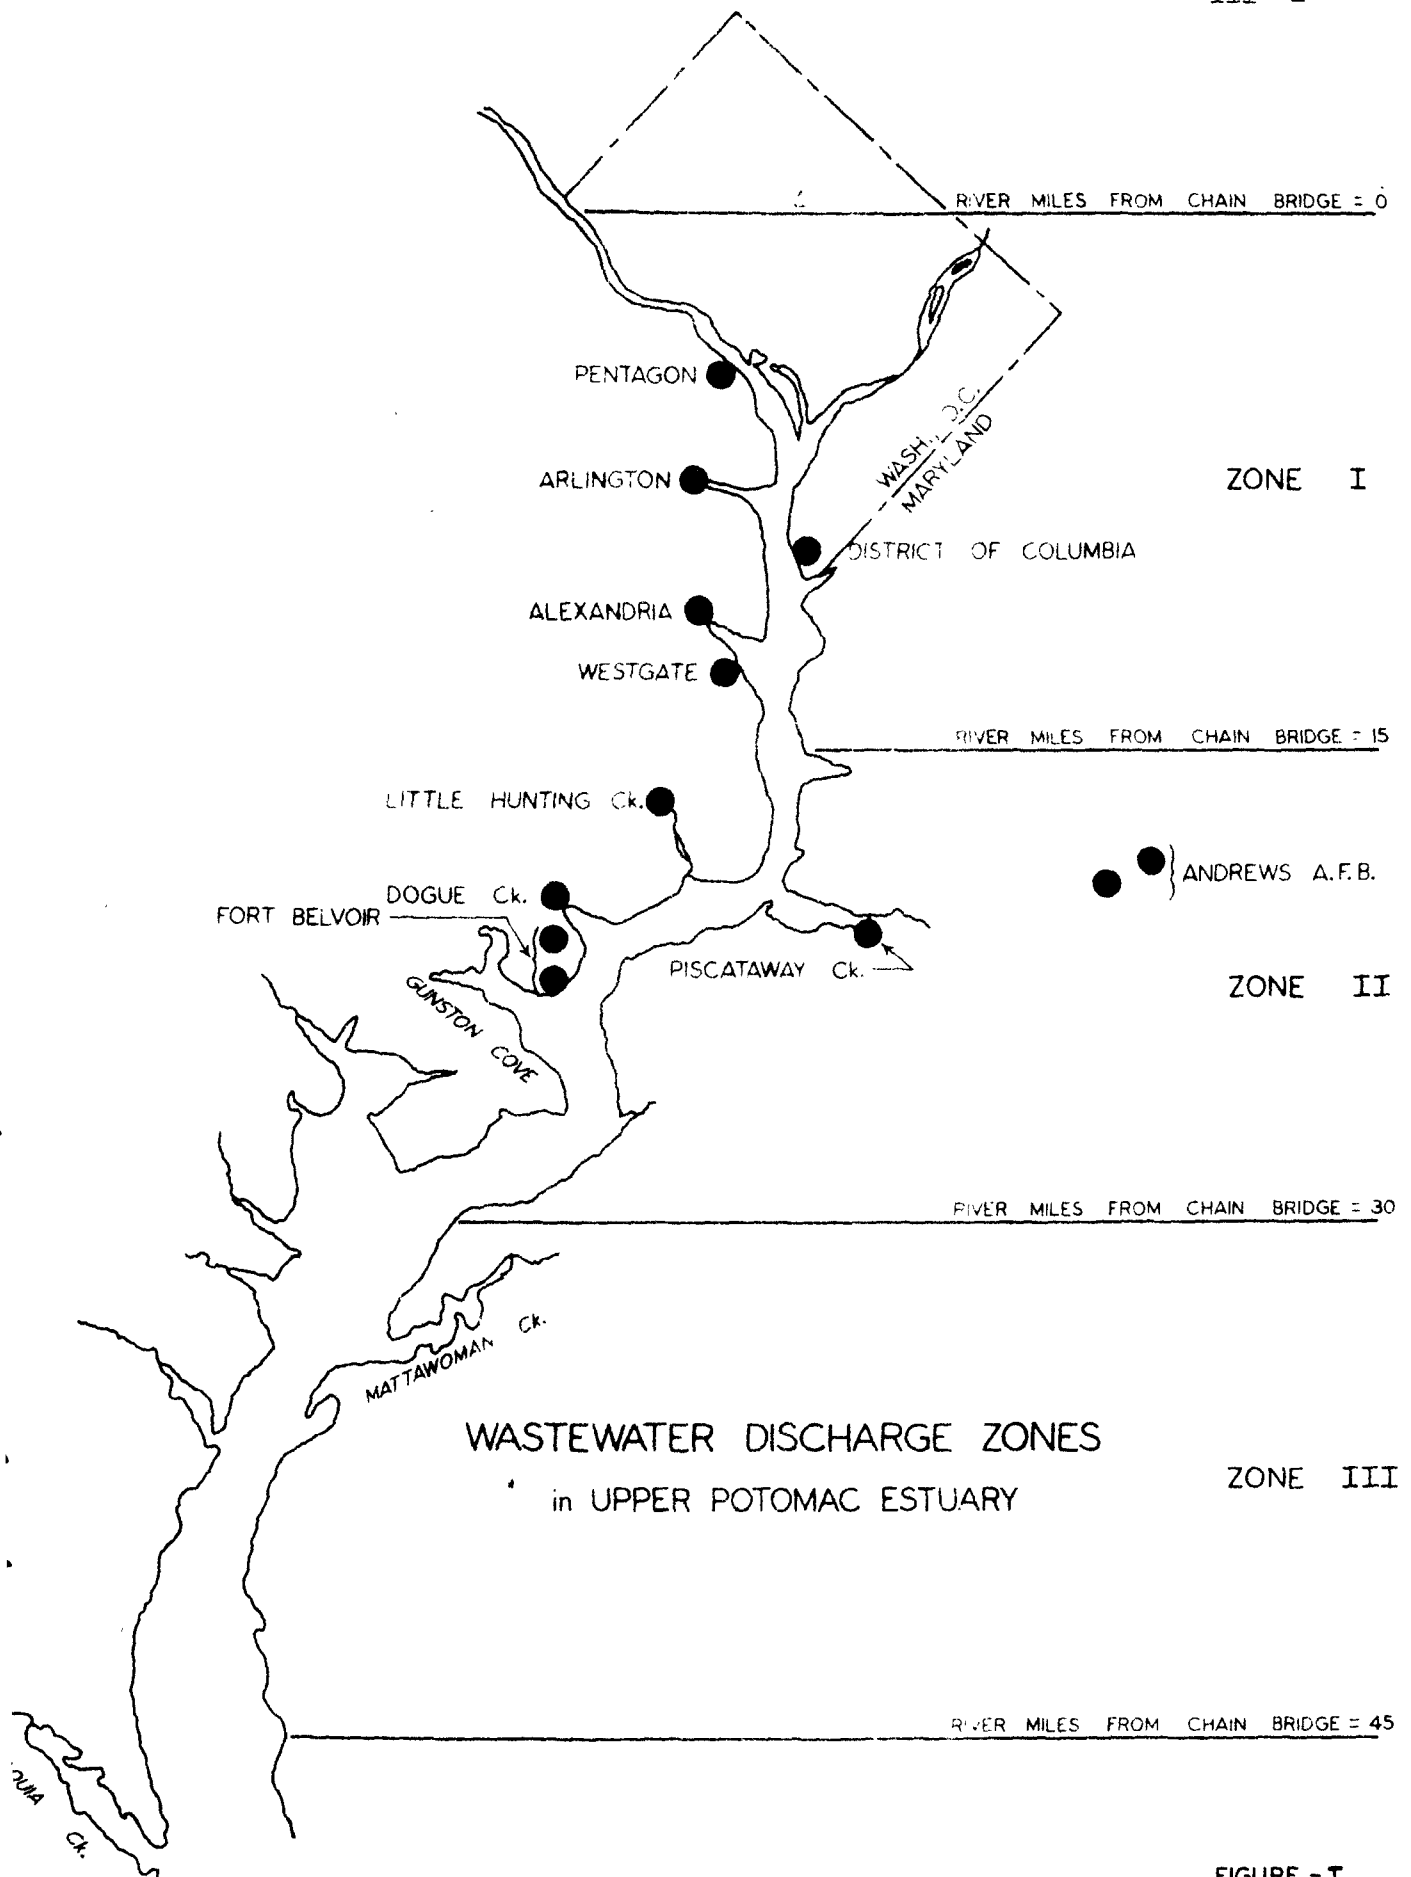 RIVER MILES FROM CHAIN BRIDGE = 0
PENTAGON
WASH., D.C.
MARYLAND
ARLINGTON
ZONE I
DISTRICT OF COLUMBIA
ALEXANDRIA
WESTGATE
RIVER MILES FROM CHAIN BRIDGE = 15
LITTLE HUNTING Ck.
ANDREWS A.F.B.
DOGUE Ck.
FORT BELVOIR
PISCATAWAY Ck.
GUNSTON COVE
ZONE II
RIVER MILES FROM CHAIN BRIDGE = 30
MATTAWOMAN Ck.
WASTEWATER DISCHARGE ZONES
in UPPER POTOMAC ESTUARY
ZONE III
RIVER MILES FROM CHAIN BRIDGE = 45
Ck.
FIGURE - I